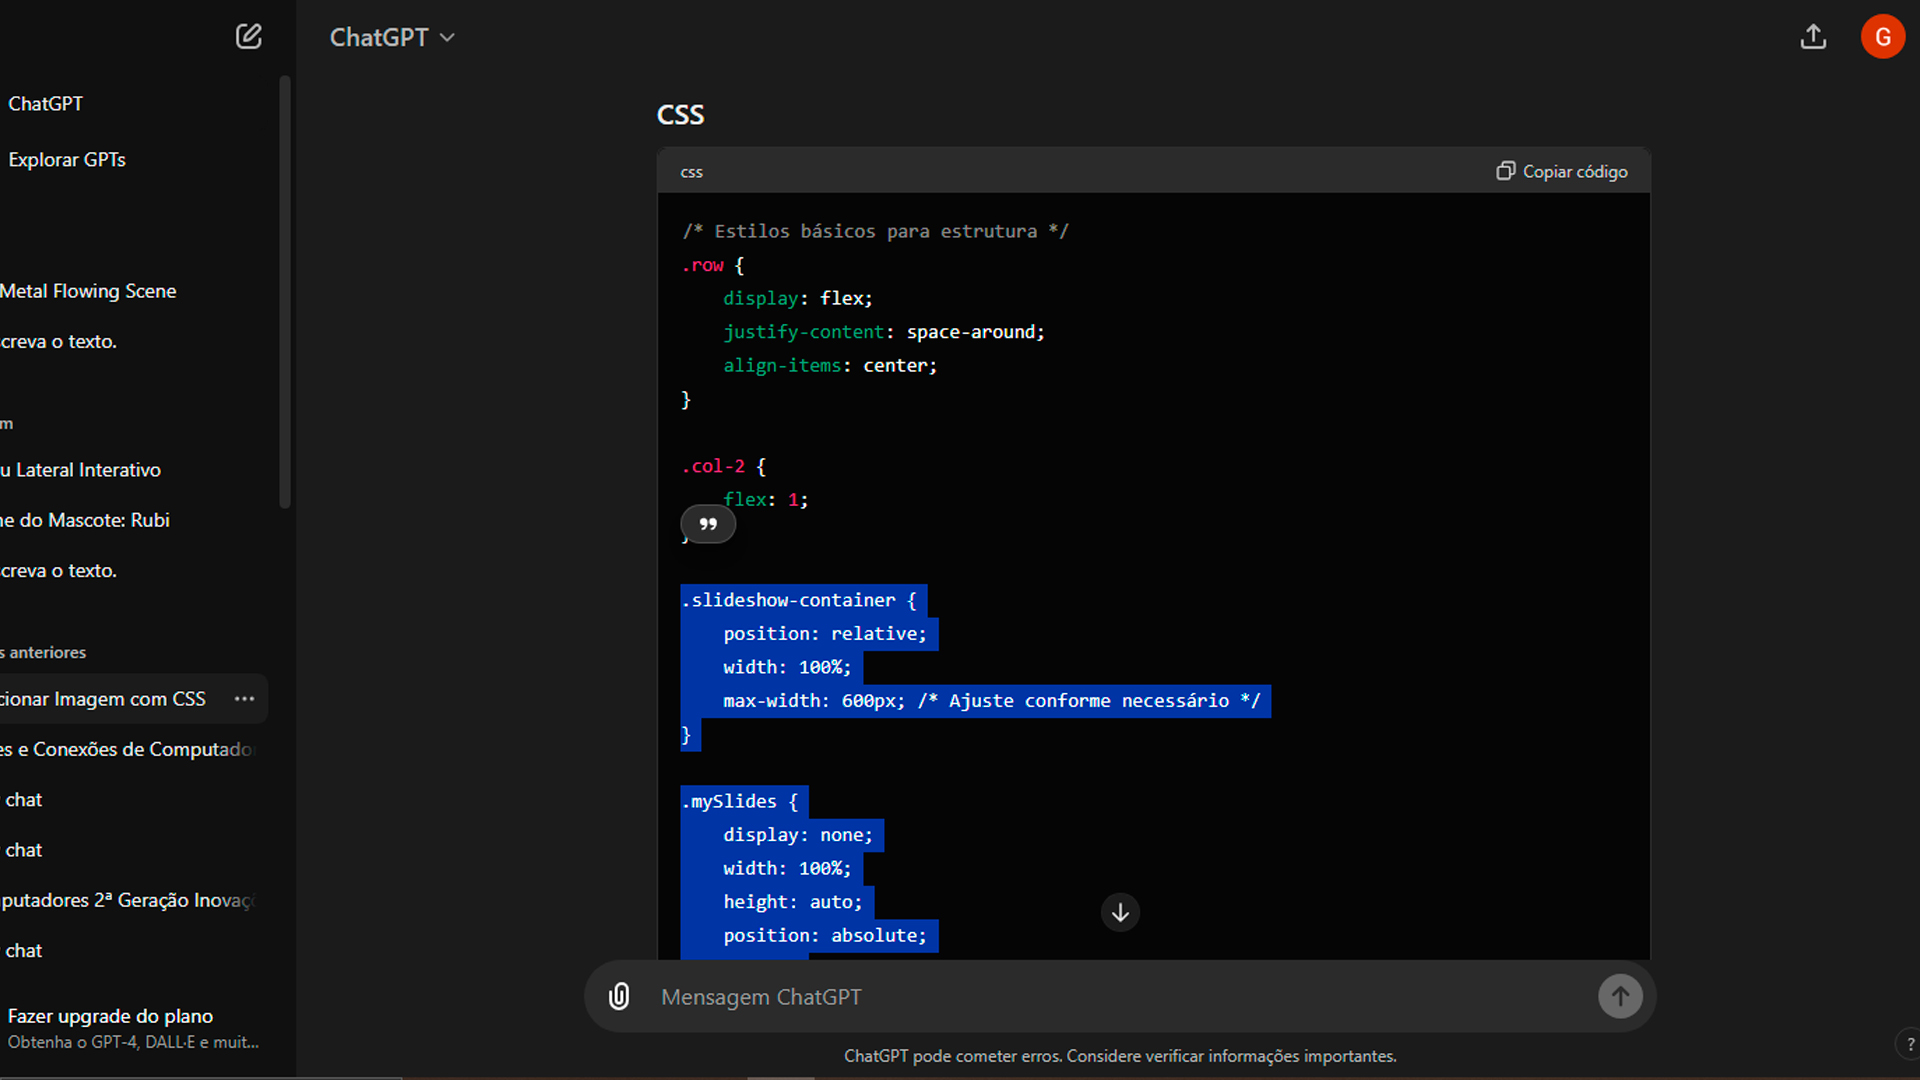 ChatGPT
G
ChatGPT
Explorar GPTs
Metal Flowing Scene
creva o texto.
m
u Lateral Interativo
ne do Mascote: Rubi
creva o texto.
s anteriores
cionar Imagem com CSS
es e Conexões de Computado
chat
chat
putadores 2ª Geração Inovaç
chat
Fazer upgrade do plano
Obtenha o GPT-4, DALL·E e muit...
CSS
css
Copiar código
/* Estilos básicos para estrutura */
.row {
display: flex;
justify-content: space-around;
align-items: center;
}
.col-2 {
flex: 1;
}
.slideshow-container {
position: relative;
width: 100%;
max-width: 600px; /* Ajuste conforme necessário */
}
.mySlides {
display: none;
width: 100%;
height: auto;
position: absolute;
Mensagem ChatGPT
ChatGPT pode cometer erros. Considere verificar informações importantes.
?